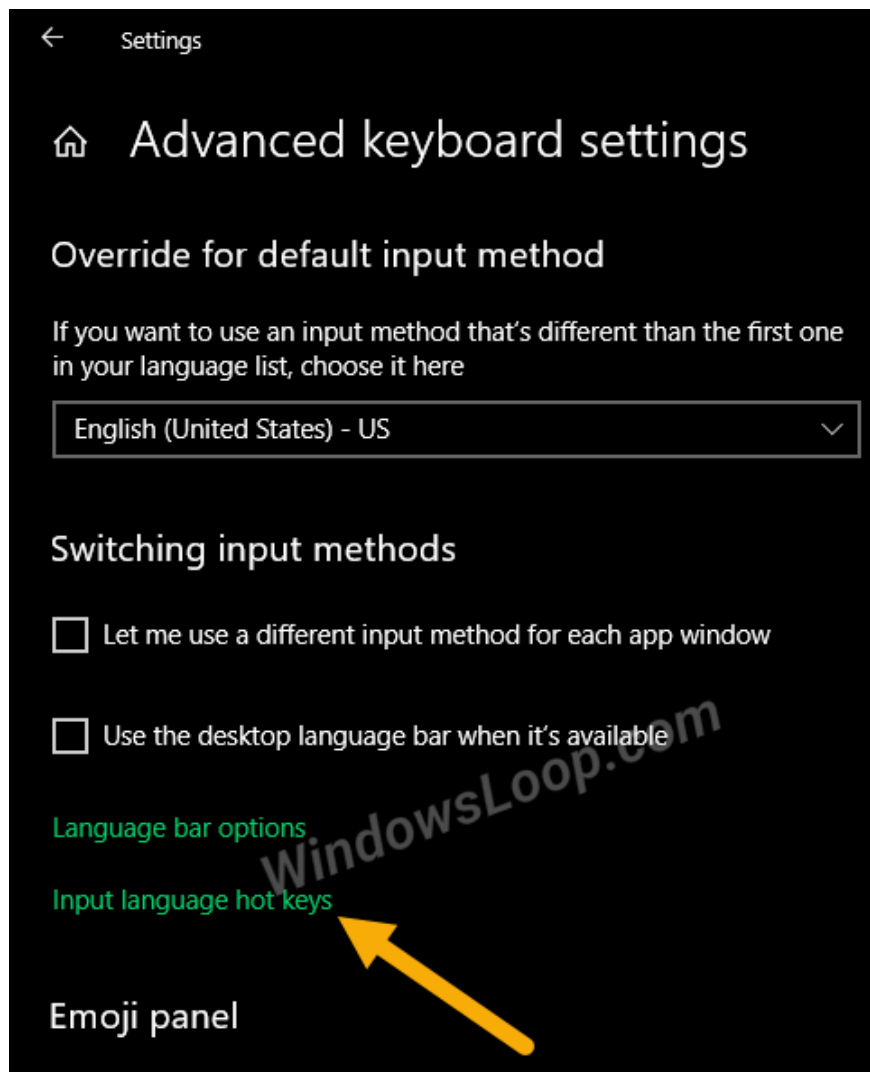 Settings
Advanced keyboard settings
Override for default input method
If you want to use an input method that's different than the first one
in your language list, choose it here
English (United States) - US
Switching input methods
Let me use a different input method for each app window
Use the desktop language bar when it's available
WindowsLoop.com
Language bar options
Input language hot keys
Emoji panel